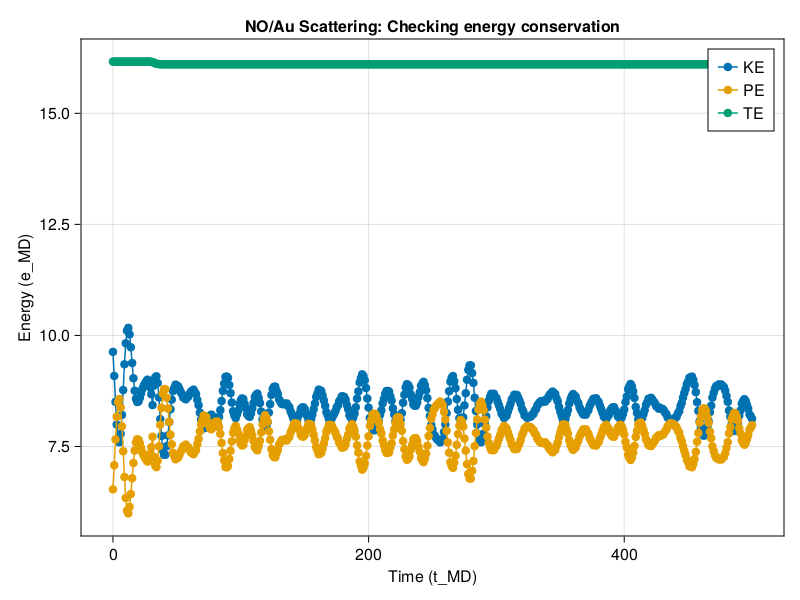 NO/Au Scattering: Checking energy conservation
KE
PE
TE
15.0
12.5
10.0
7.5
Energy (e_MD)
0
200
400
Time (t_MD)